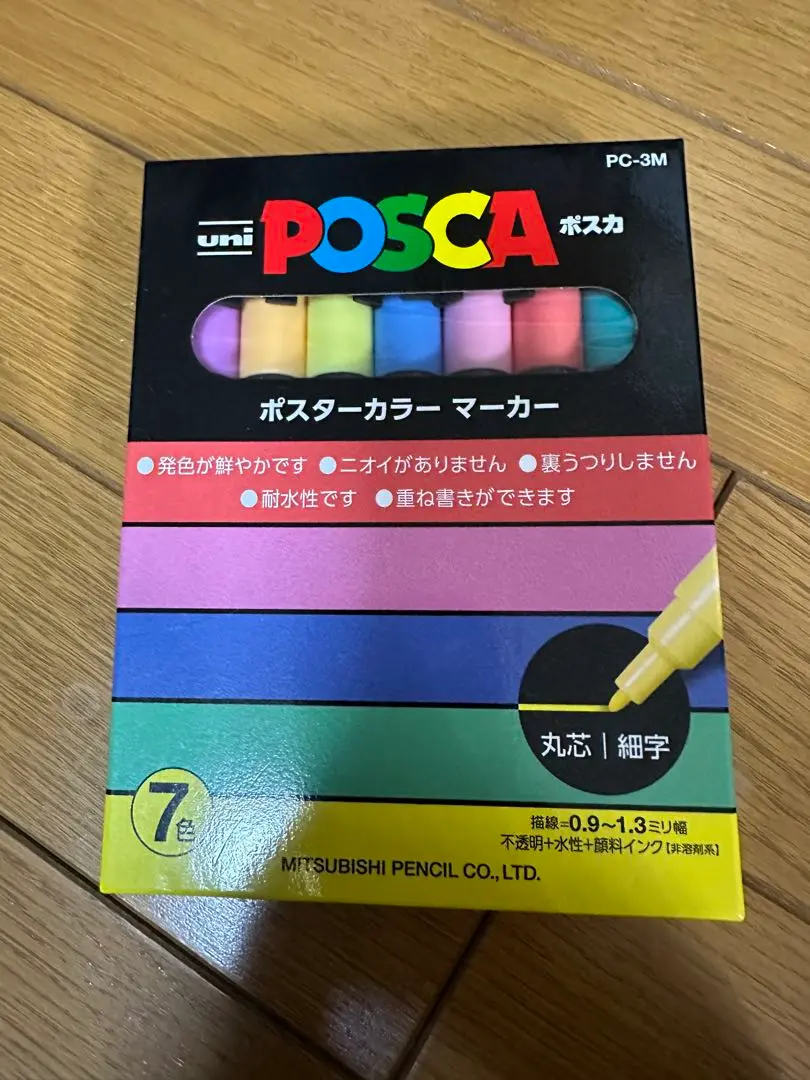 PC-3M
uni POSCA ポスカ
ポスターカラー マーカー
●発色が鮮やかです ●ニオイがありません ●裏うつりしません
●耐水性です ●重ね書きができます
丸芯|細字
7色
描線=0.9〜1.3ミリ幅
不透明+水性+顔料インク【非溶剤系】
MITSUBISHI PENCIL CO., LTD.